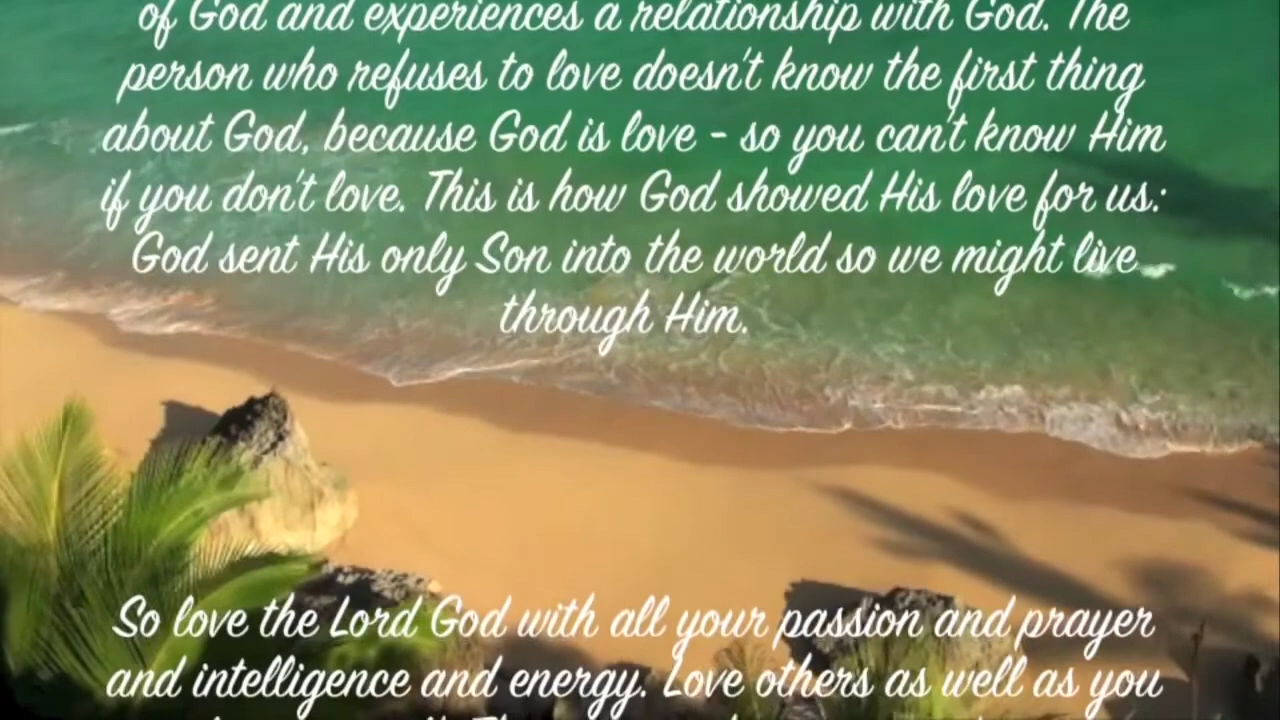 of God and experiences a relationship with God. The
person who refuses to love doesn't know the first thing
about God, because God is love - so you can't know Him
if you don't love. This is how God showed His love for us:
God sent His only Son into the world so we might live
through Him.
So love the Lord God with all your passion and prayer
and intelligence and energy. Love others as well as you